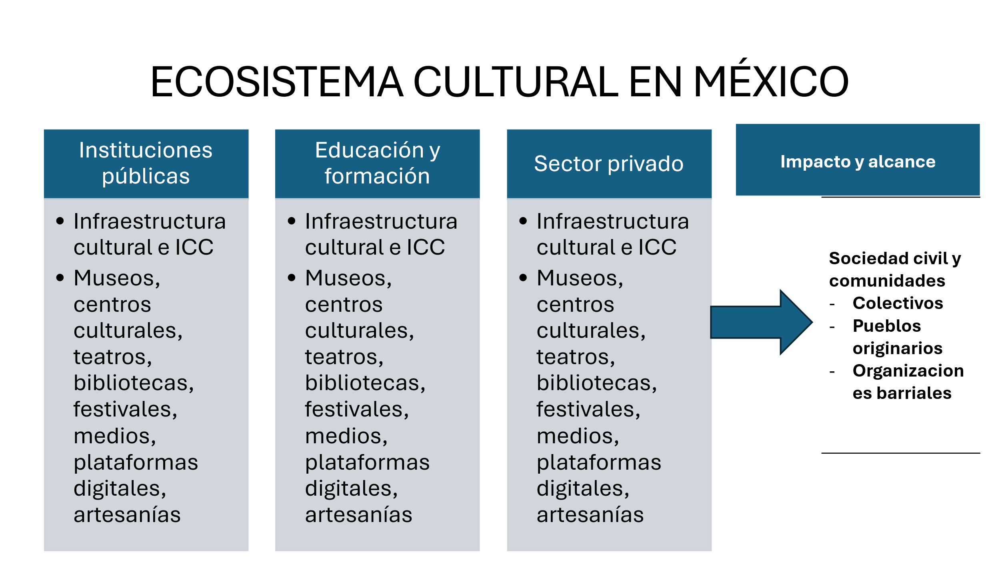 ECOSISTEMA CULTURAL EN MÉXICO
Instituciones
públicas
• Infraestructura
cultural e ICC
• Museos,
centros
culturales,
teatros,
bibliotecas,
festivales,
medios,
plataformas
digitales,
artesanías
Educación y
formación
• Infraestructura
cultural e ICC
• Museos,
centros
culturales,
teatros,
bibliotecas,
festivales,
medios,
plataformas
digitales,
artesanías
Sector privado
• Infraestructura
cultural e ICC
• Museos,
centros
culturales,
teatros,
bibliotecas,
festivales,
medios,
plataformas
digitales,
artesanías
Impacto y alcance
Sociedad civil y
comunidades
- Colectivos
- Pueblos
originarios
- Organizacion
es barriales